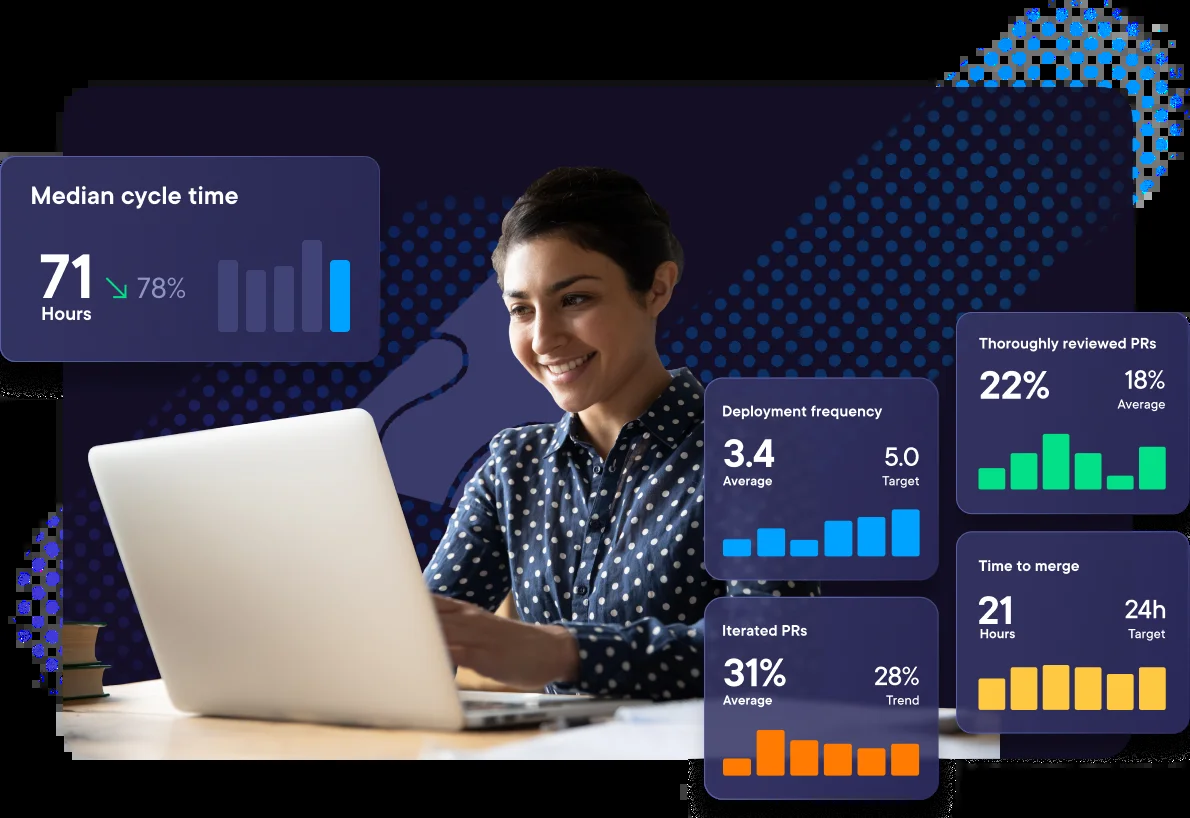 Median cycle time
71
78%
Hours
Thoroughly reviewed PRs
22%
18%
Average
Deployment frequency
3.4
5.0
Average
Target
Time to merge
21
24h
Hours
Target
Iterated PRs
31%
28%
Average
Trend